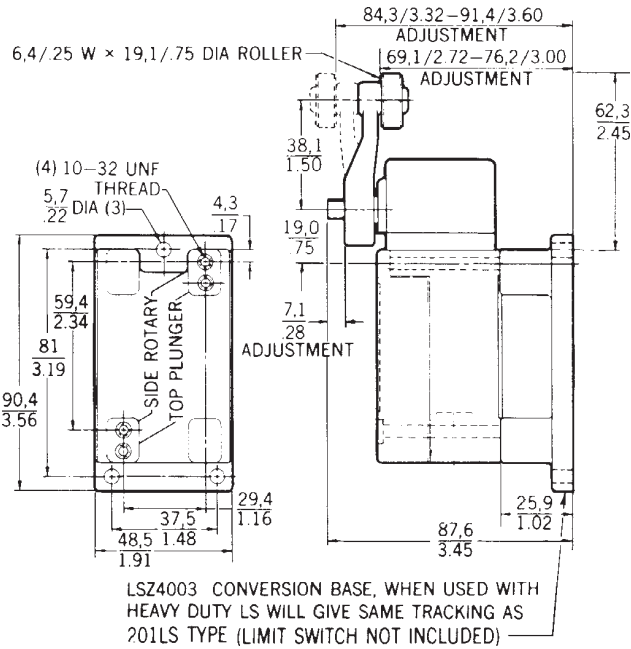 84,3/3.32–91,4/3.60
ADJUSTMENT
6,4/.25 W × 19,1/.75 DIA ROLLER
69,1/2.72–76,2/3.00
ADJUSTMENT
62,3
2.45
38,1
1.50
(4) 10–32 UNF
THREAD
5,7
.22
DIA (3)
4,3
.17
19,0
.75
7,1
.28
ADJUSTMENT
59,4
2.34
81
3.19
90,4
3.56
SIDE ROTARY
TOP PLUNGER
29,4
1.16
37,5
1.48
48,5
1.91
25,9
1.02
87,6
3.45
LSZ4003 CONVERSION BASE, WHEN USED WITH
HEAVY DUTY LS WILL GIVE SAME TRACKING AS
201LS TYPE (LIMIT SWITCH NOT INCLUDED)